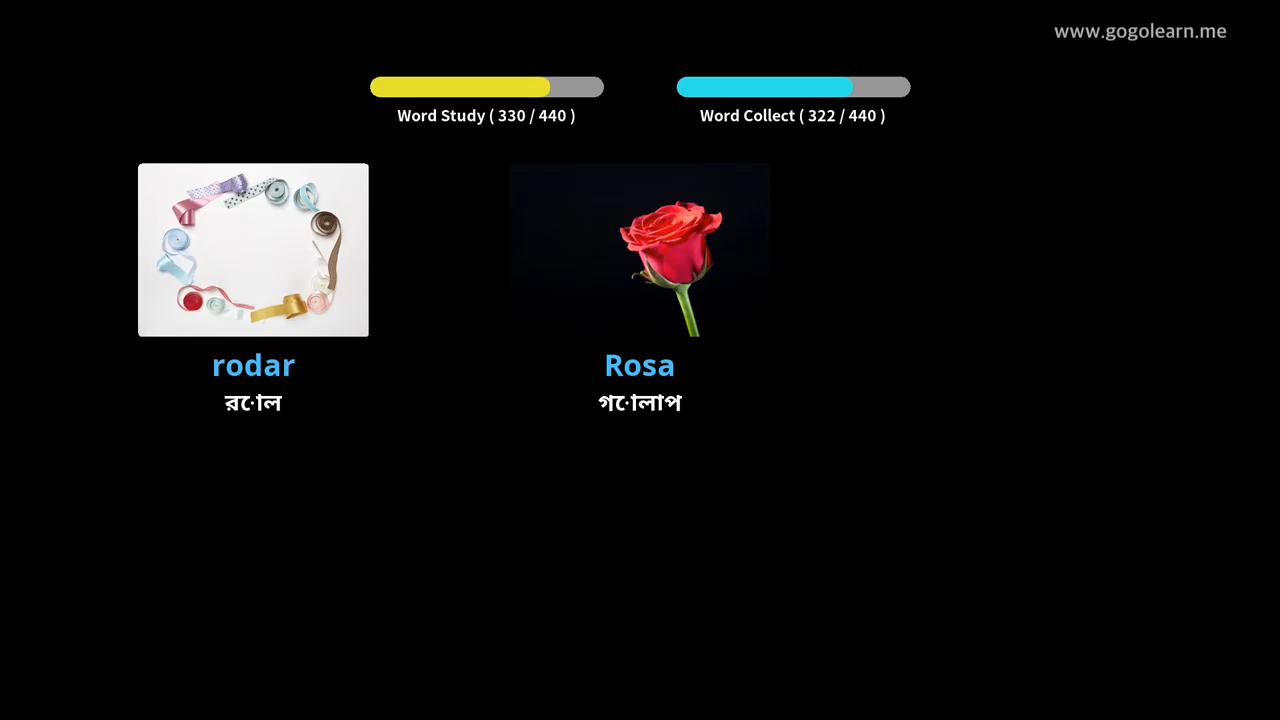 www.gogolearn.me
Word Study ( 330 / 440 )
Word Collect ( 322 / 440 )
rodar
রোল
Rosa
গোলাপ